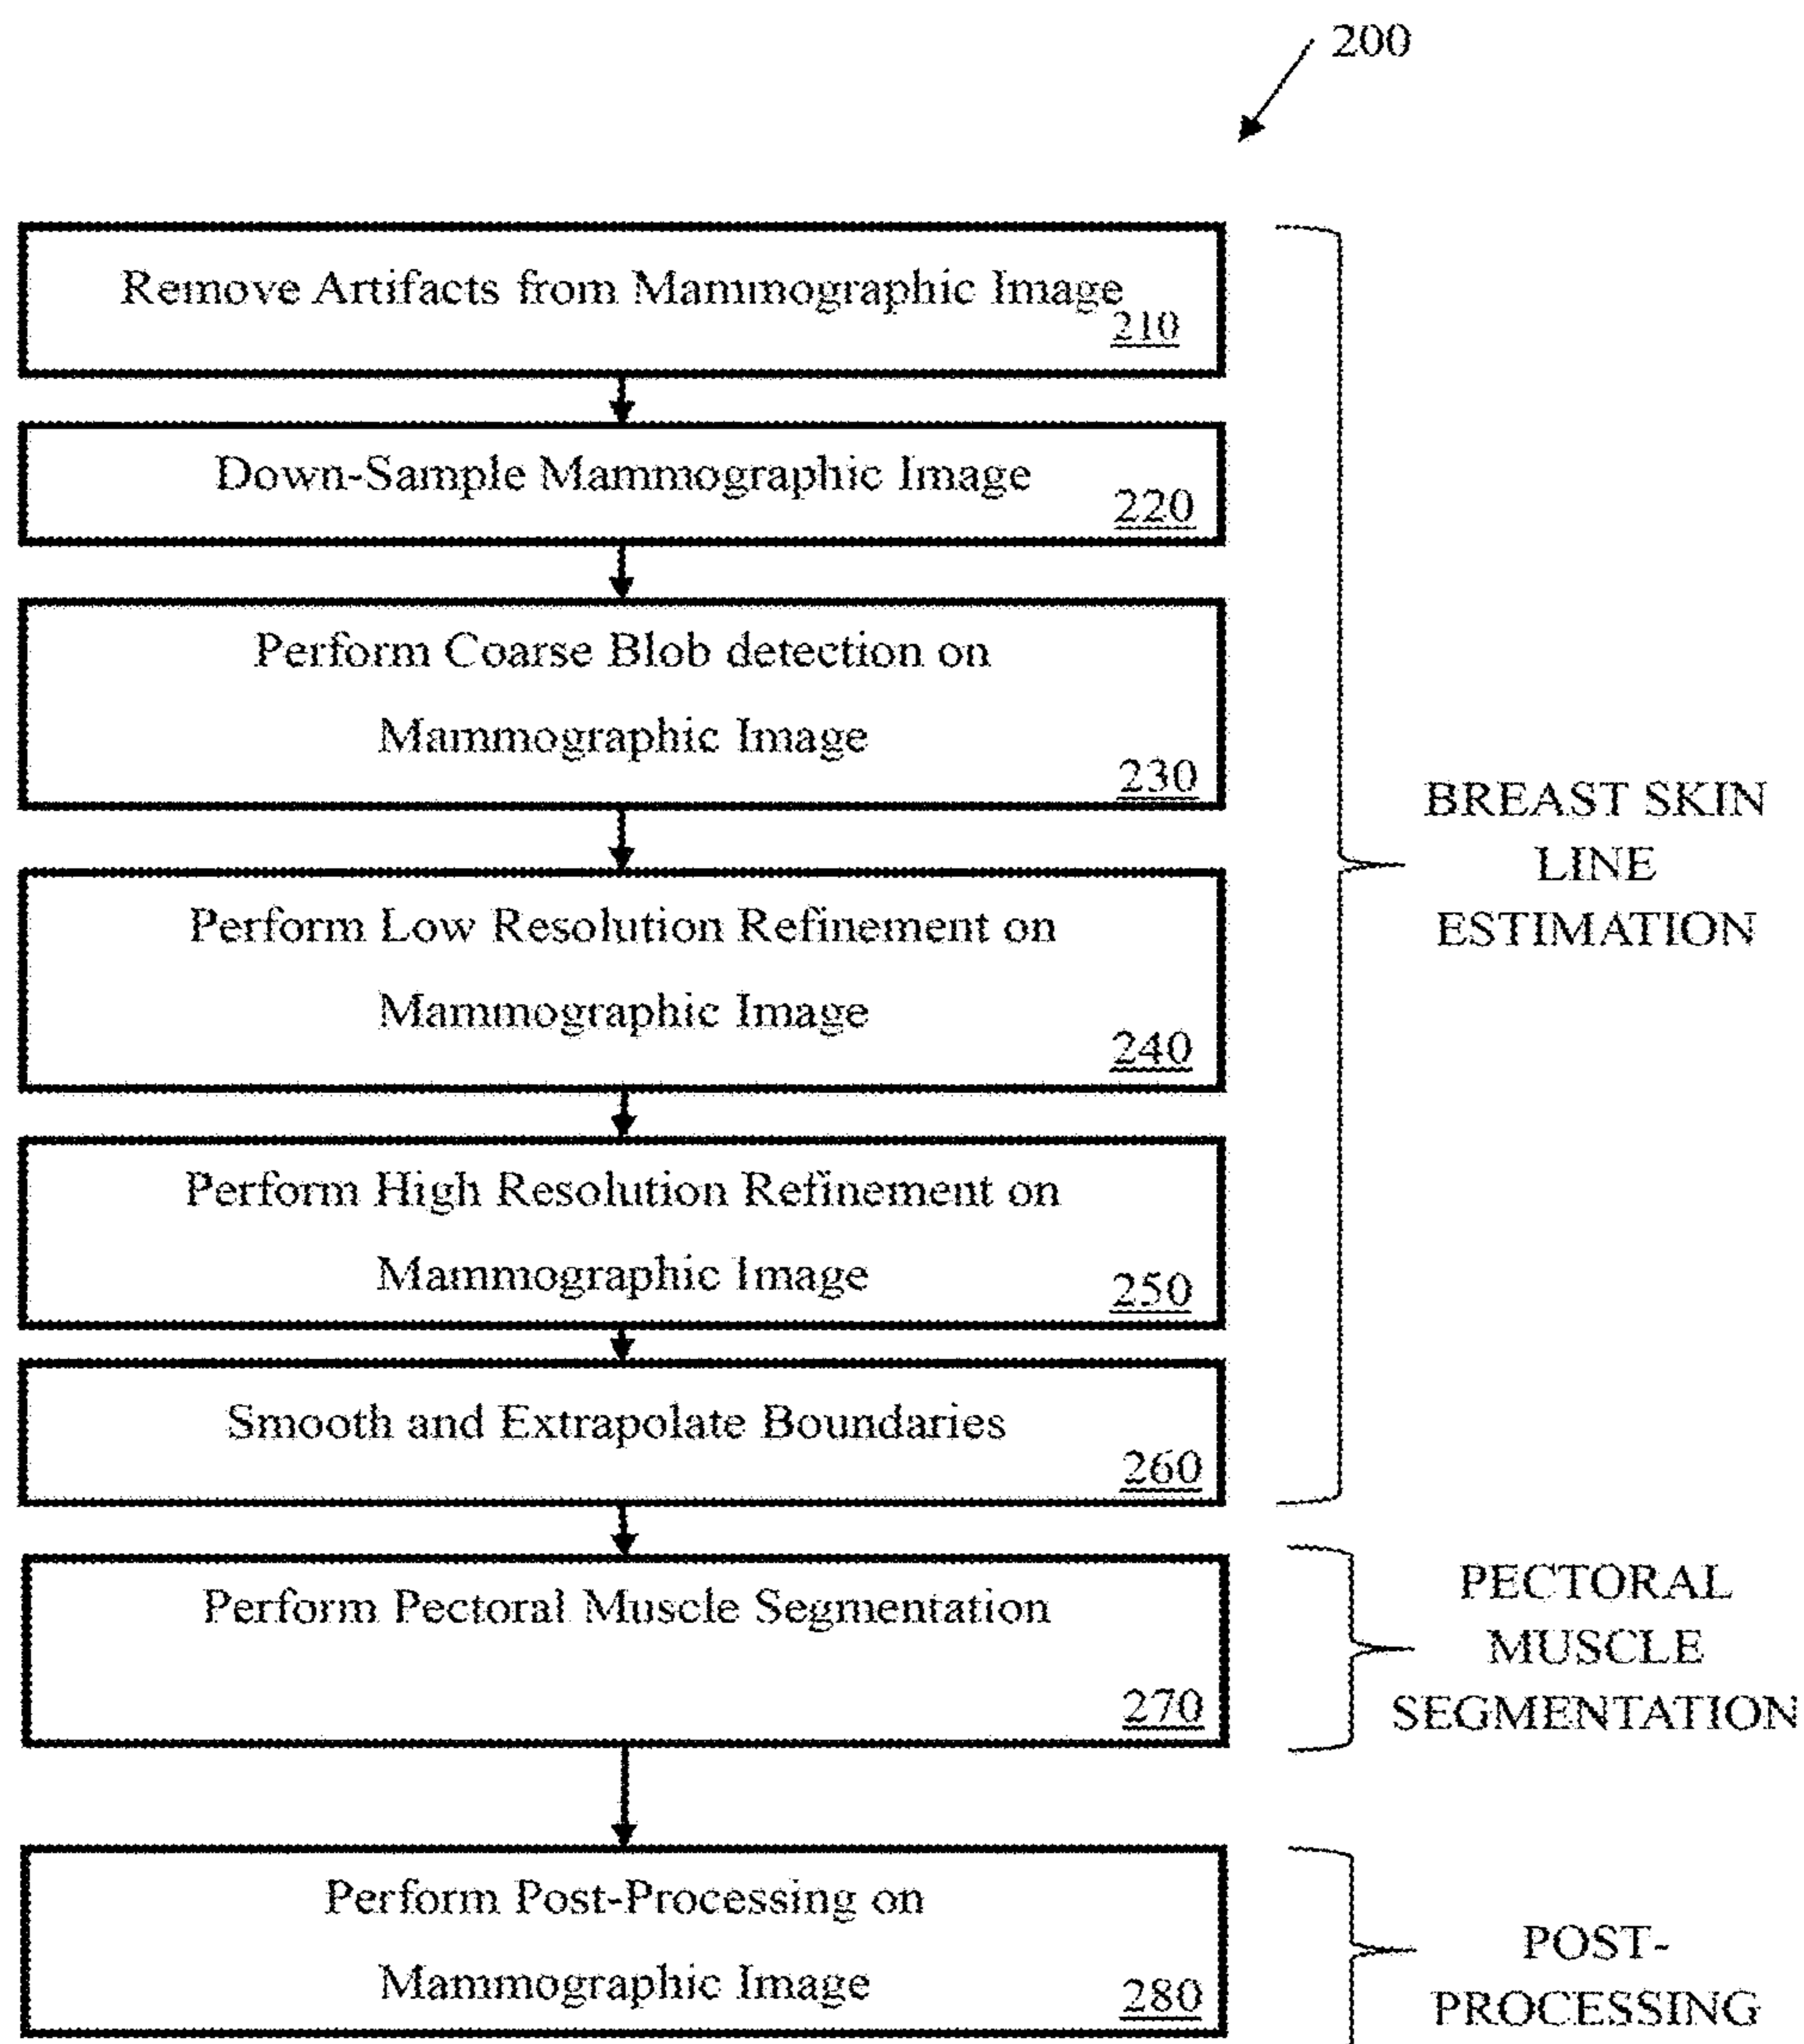 200
Remove Artifacts from Mammographic Image
210
Down-Sample Mammographic Image
220
Perform Coarse Blob detection on
Mammographic Image
230
Perform Low Resolution Refinement on
Mammographic Image
240
Perform High Resolution Refinement on
Mammographic Image
250
Smooth and Extrapolate Boundaries
260
BREAST SKIN
LINE
ESTIMATION
Perform Pectoral Muscle Segmentation
270
PECTORAL
MUSCLE
SEGMENTATION
Perform Post-Processing on
Mammographic Image
280
POST-
PROCESSING